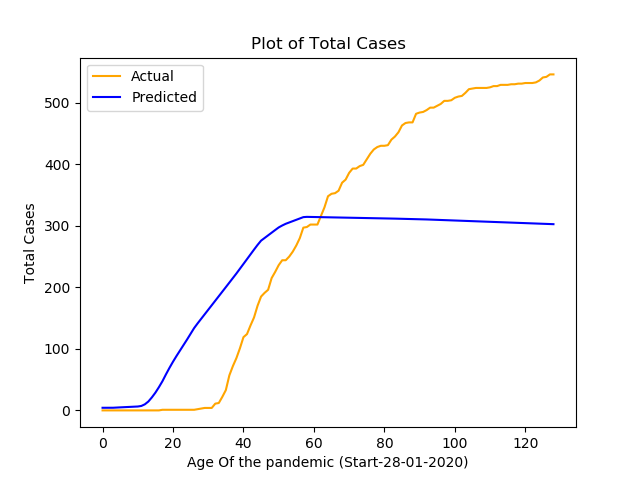 Plot of Total Cases
Actual
Predicted
Total Cases
500
400
300
200
100
0
0 20 40 60 80 100 120
Age Of the pandemic (Start-28-01-2020)